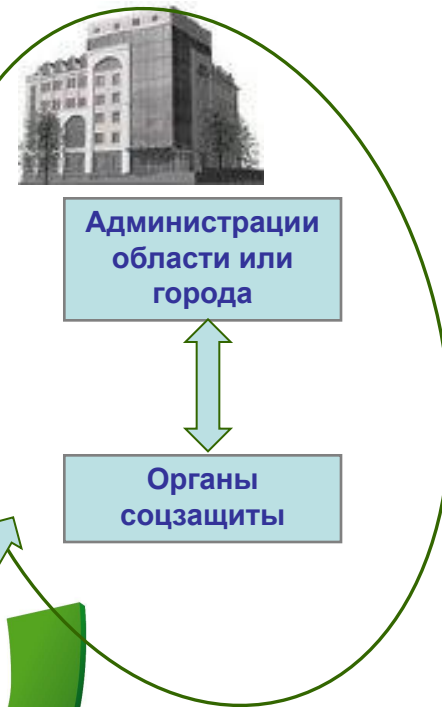 Администрации
области или
города
Органы
соцзащиты